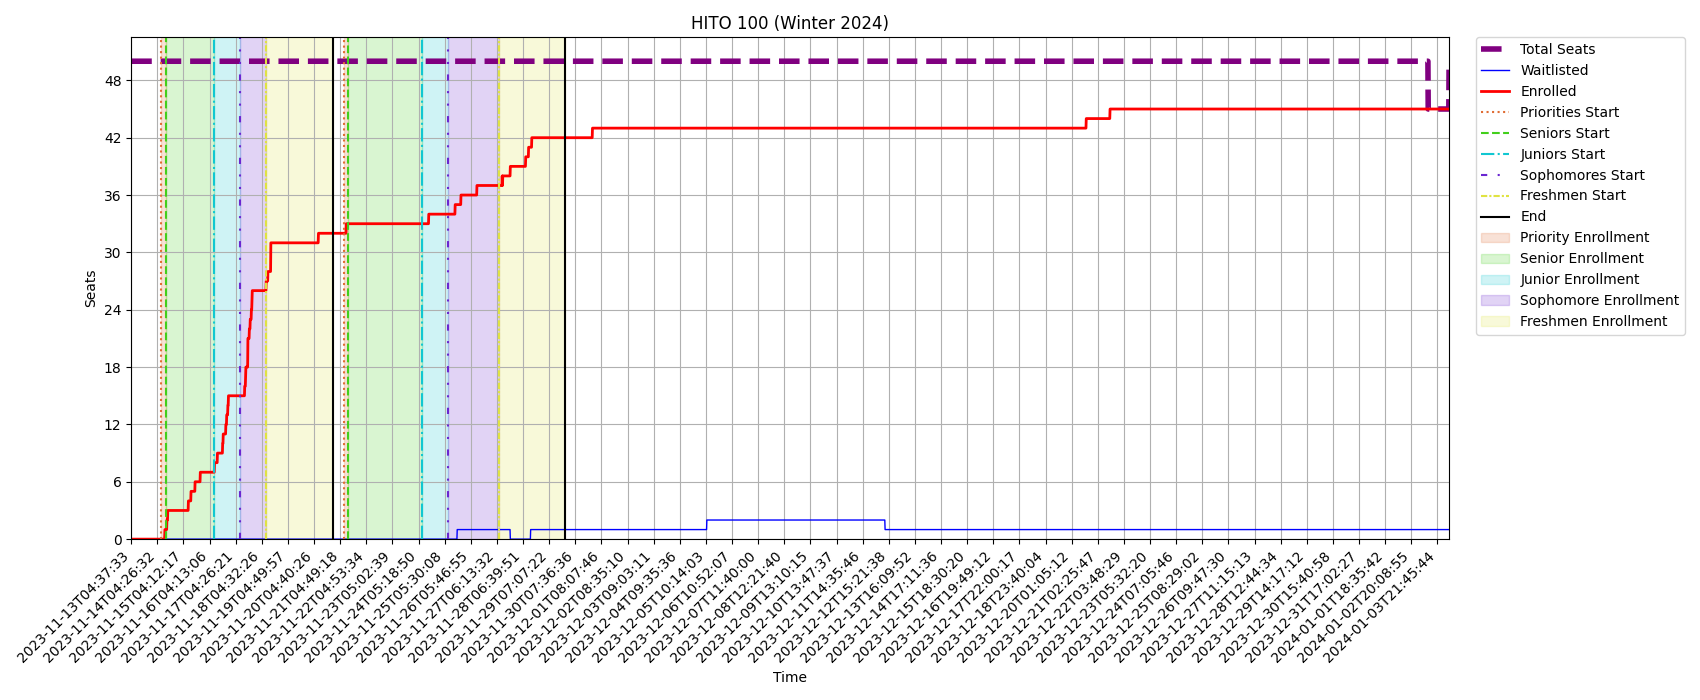 HITO 100 (Winter 2024)
Total Seats
Waitlisted
Enrolled
Priorities Start
Seniors Start
Juniors Start
Sophomores Start
Freshmen Start
End
Priority Enrollment
Senior Enrollment
Junior Enrollment
Sophomore Enrollment
Freshmen Enrollment
Seats
48
42
36
30
24
18
12
6
0
2023-11-13T04:37:33
2023-11-14T04:26:32
2023-11-15T04:12:17
2023-11-16T04:13:06
2023-11-17T04:26:21
2023-11-18T04:32:26
2023-11-19T04:49:57
2023-11-20T04:40:26
2023-11-21T04:49:18
2023-11-22T04:53:34
2023-11-23T05:02:39
2023-11-24T05:18:50
2023-11-25T05:30:08
2023-11-26T05:46:55
2023-11-27T06:13:32
2023-11-28T06:39:51
2023-11-29T07:07:22
2023-11-30T07:36:36
2023-12-01T08:07:46
2023-12-02T08:35:10
2023-12-03T09:03:11
2023-12-04T09:35:36
2023-12-05T10:14:03
2023-12-06T10:52:07
2023-12-07T11:40:00
2023-12-08T12:21:40
2023-12-10T13:10:15
2023-12-10T13:47:37
2023-12-11T14:35:46
2023-12-12T15:21:38
2023-12-13T16:09:52
2023-12-14T17:11:36
2023-12-15T18:30:20
2023-12-16T19:49:12
2023-12-17T22:00:17
2023-12-18T23:40:04
2023-12-20T01:05:12
2023-12-21T02:25:47
2023-12-22T03:48:29
2023-12-23T05:32:20
2023-12-24T07:05:46
2023-12-25T08:29:02
2023-12-26T09:47:30
2023-12-27T11:15:13
2023-12-28T12:44:34
2023-12-29T14:17:12
2023-12-30T15:40:58
2023-12-31T17:02:27
2024-01-01T18:35:42
2024-01-02T20:08:55
2024-01-03T21:45:44
Time